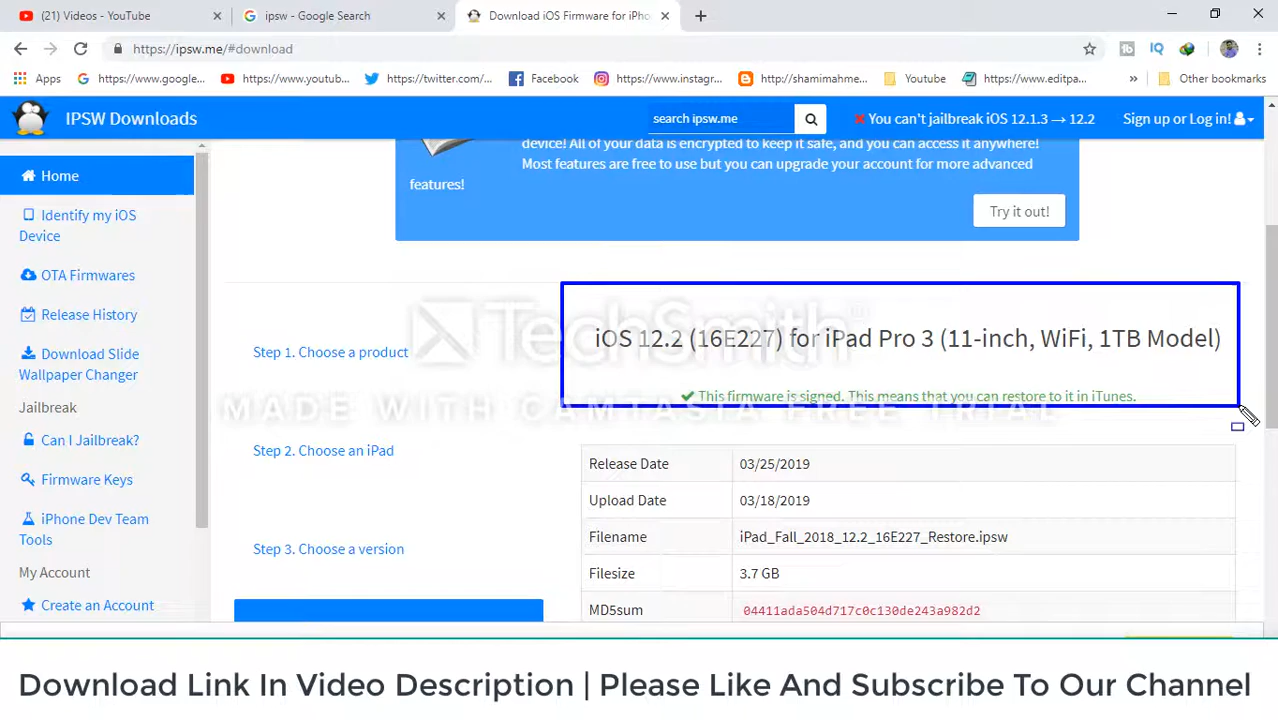 (21) Videos - YouTube
ipsw - Google Search
Download iOS Firmware for iPho
https://ipsw.me/#download
Apps
https://www.google...
https://www.youtub...
https://twitter.com/...
Facebook
https://www.instagr...
http://shamimahme...
Youtube
https://www.editpa...
Other bookmarks
IPSW Downloads
search ipsw.me
You can't jailbreak iOS 12.1.3 → 12.2
Sign up or Log in!
device! All of your data is encrypted to keep it safe, and you can access it anywhere!
Most features are free to use but you can upgrade your account for more advanced
features!
Try it out!
Home
Identify my iOS
Device
OTA Firmwares
Release History
Download Slide
Wallpaper Changer
Jailbreak
Can I Jailbreak?
Firmware Keys
iPhone Dev Team
Tools
My Account
Create an Account
Step 1. Choose a product
Step 2. Choose an iPad
Step 3. Choose a version
TechSmith®
MADE WITH CAMTASIA FREE TRIAL
iOS 12.2 (16E227) for iPad Pro 3 (11-inch, WiFi, 1TB Model)
This firmware is signed. This means that you can restore to it in iTunes.
Release Date 03/25/2019
Upload Date 03/18/2019
Filename iPad_Fall_2018_12.2_16E227_Restore.ipsw
Filesize 3.7 GB
MD5sum 04411ada504d717c0c130de243a982d2
Download Link In Video Description | Please Like And Subscribe To Our Channel